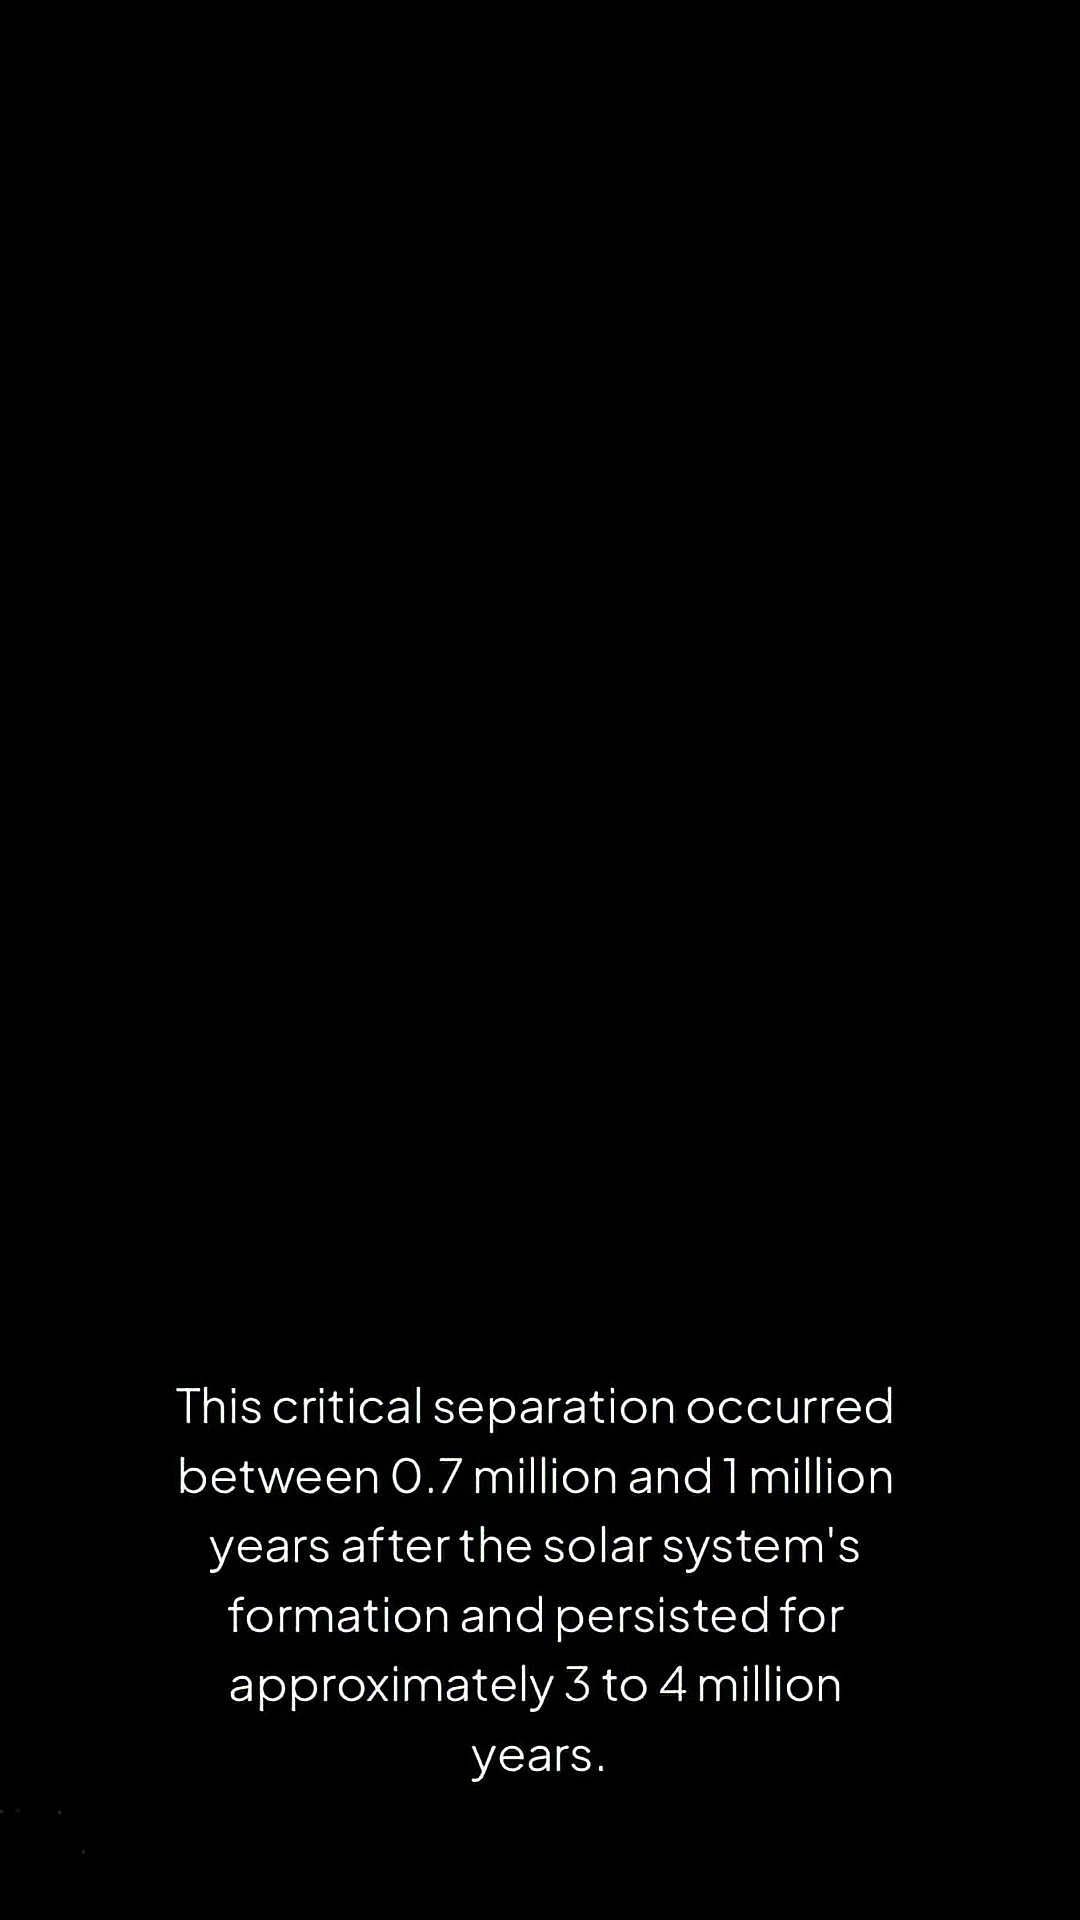 This critical separation occurred
between 0.7 million and 1 million
years after the solar system's
formation and persisted for
approximately 3 to 4 million
years.